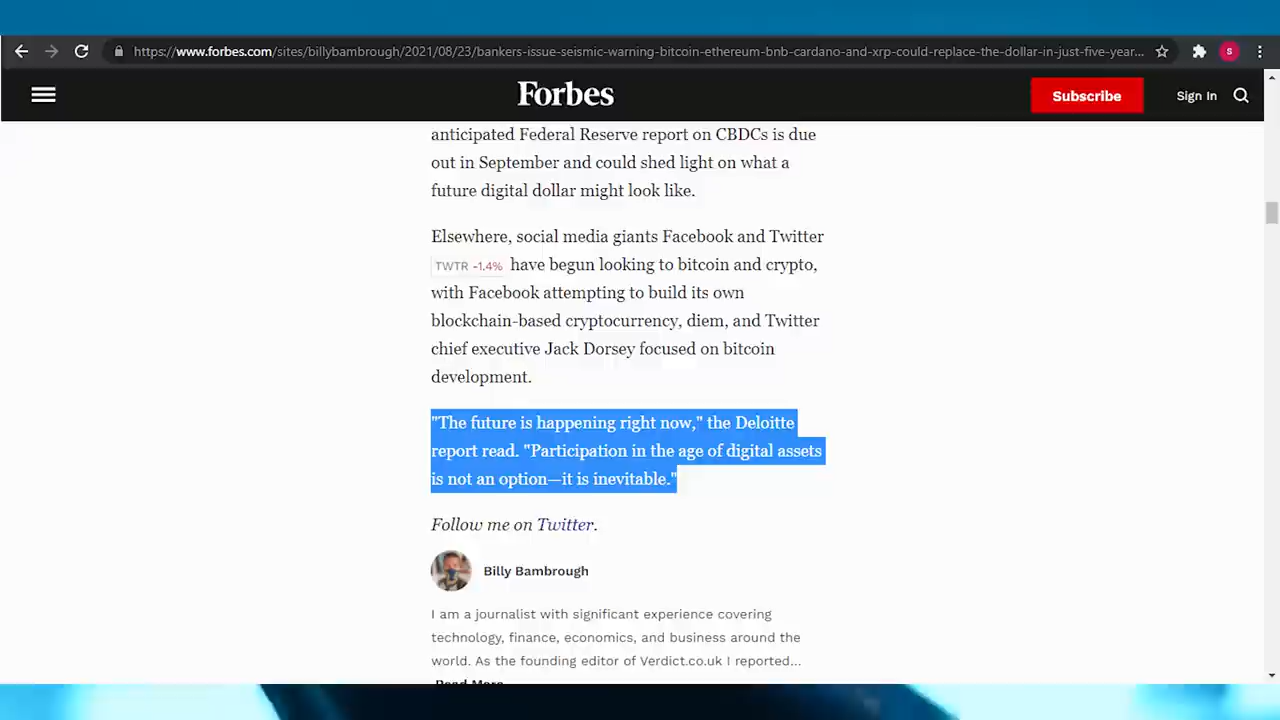 https://www.forbes.com/sites/billybambrough/2021/08/23/bankers-issue-seismic-warning-bitcoin-ethereum-bnb-cardano-and-xrp-could-replace-the-dollar-in-just-five-year...
S
Forbes
Subscribe
Sign In
anticipated Federal Reserve report on CBDCs is due
out in September and could shed light on what a
future digital dollar might look like.
Elsewhere, social media giants Facebook and Twitter
TWTR -1.4% have begun looking to bitcoin and crypto,
with Facebook attempting to build its own
blockchain-based cryptocurrency, diem, and Twitter
chief executive Jack Dorsey focused on bitcoin
development.
"The future is happening right now," the Deloitte
report read. "Participation in the age of digital assets
is not an option—it is inevitable."
Follow me on Twitter.
Billy Bambrough
I am a journalist with significant experience covering
technology, finance, economics, and business around the
world. As the founding editor of Verdict.co.uk I reported...
Read More